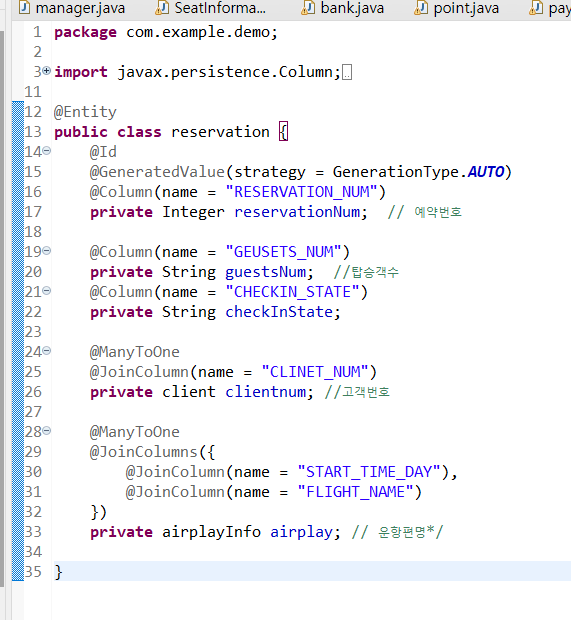 manager.java SeatInforma... bank.java point.java pay
1 package com.example.demo;
2
3 import javax.persistence.Column;
11
12 @Entity
13 public class reservation {
14 @Id
15 @GeneratedValue(strategy = GenerationType.AUTO)
16 @Column(name = "RESERVATION_NUM")
17 private Integer reservationNum; // 예약번호
18
19 @Column(name = "GEUSETS_NUM")
20 private String guestsNum; //탑승객수
21 @Column(name = "CHECKIN_STATE")
22 private String checkInState;
23
24 @ManyToOne
25 @JoinColumn(name = "CLINET_NUM")
26 private client clientnum; //고객번호
27
28 @ManyToOne
29 @JoinColumns({
30 @JoinColumn(name = "START_TIME_DAY"),
31 @JoinColumn(name = "FLIGHT_NAME")
32 })
33 private airplayInfo airplay; // 운항편명*/
34
35 }